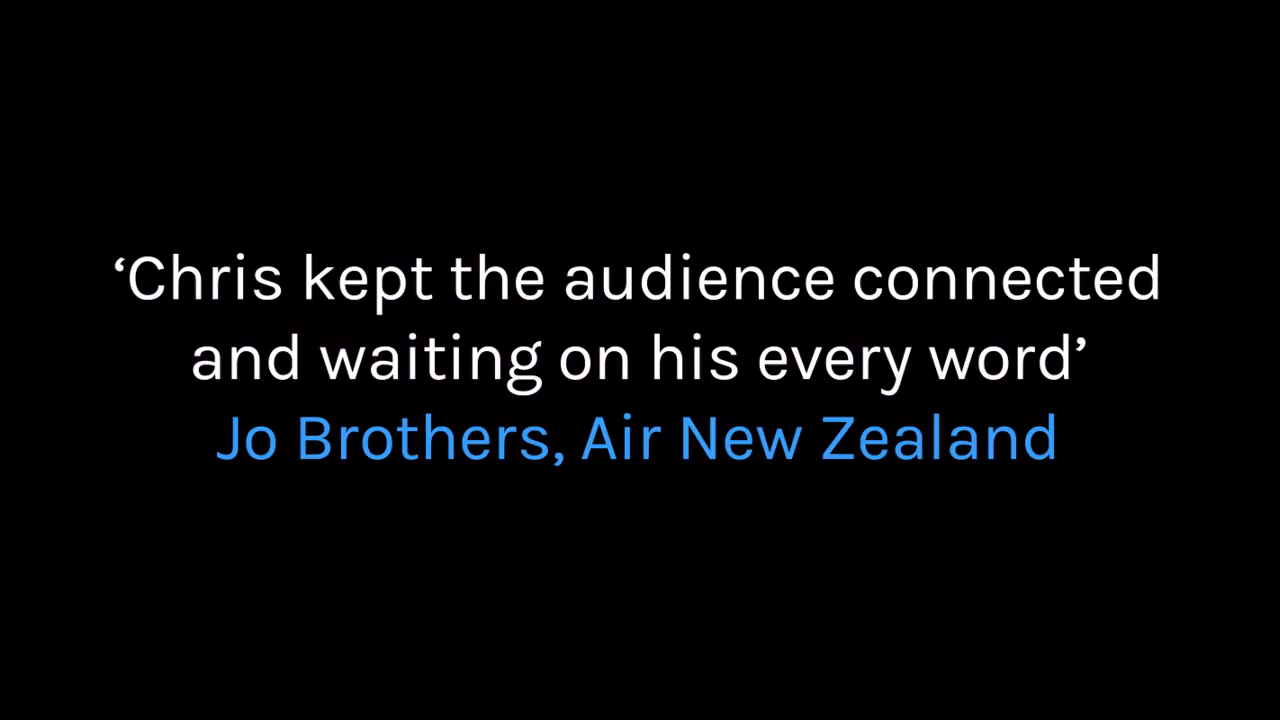 ‘Chris kept the audience connected
and waiting on his every word’
Jo Brothers, Air New Zealand